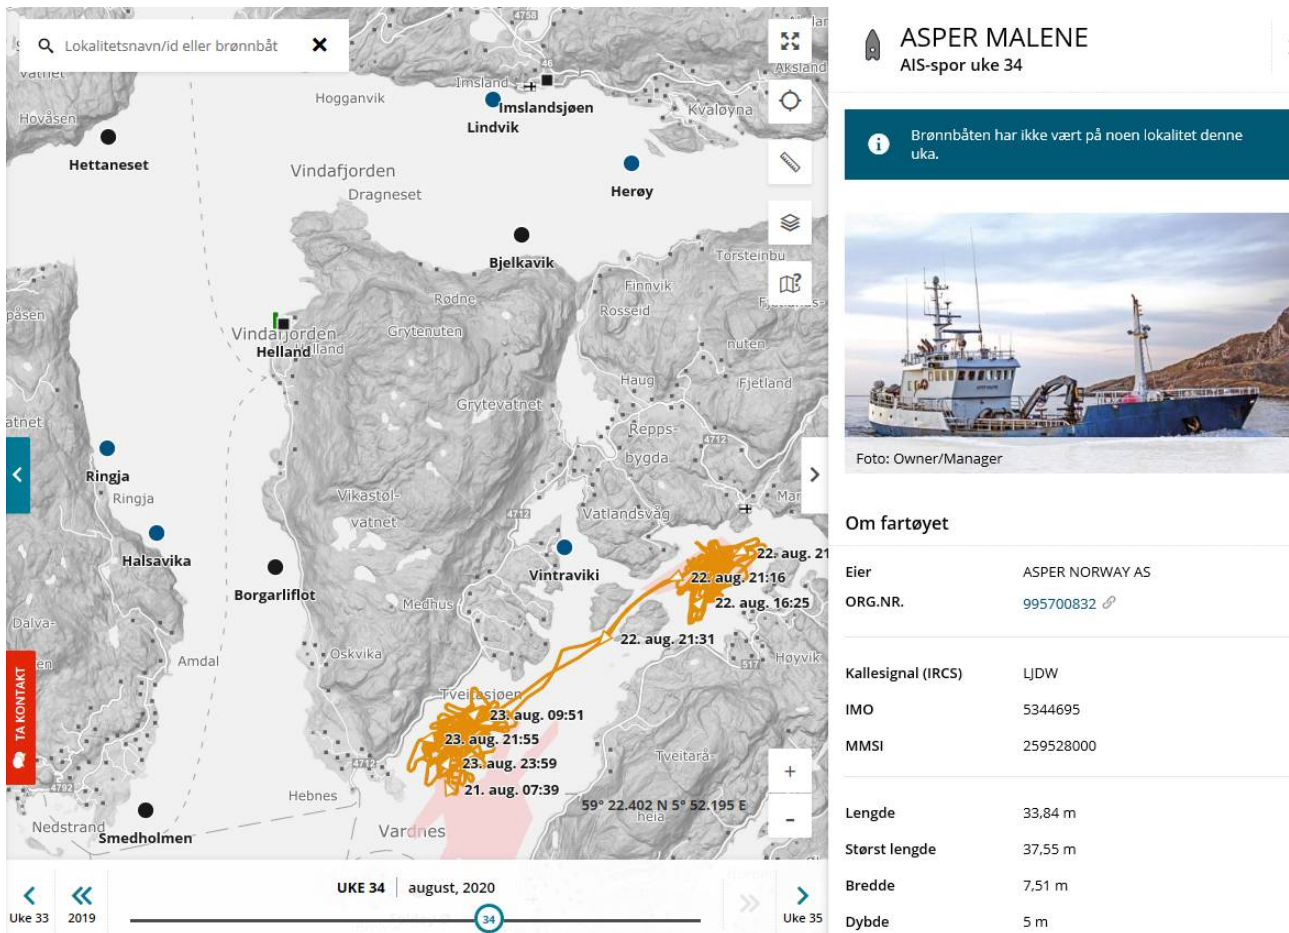 Lokalitetsnavn/id eller brønnbåt
4758
Aksland
46
Imsland
Imslandsjøen
Hogganvik
Kvaløyna
Lindvik
Hovåsen
Hettaneset
Vindafjorden
Herøy
Dragneset
Bjelkavik
Torsteinbu
Finnvik
Rødne
Rosseid
Vindafjorden
Grytenuten
nuten
Helland
Haug
Fjetland
Grytevatnet
Repps-
bygda
4712
Ringja
Ringja
Vikastøl-
vatnet
4712
Vatlandsvåg
Halsavika
Vintraviki
22. aug. 21
22. aug. 21:16
Borgarliflot
22. aug. 16:25
Medhus
Dalva-
22. aug. 21:31
517
Oskvika
Amdal
Høyvik
TA KONTAKT
Tveitasjøen
23. aug. 09:51
23. aug. 21:55
23. aug. 23:59
Tveitarå-
4712
21. aug. 07:39
4792
Hebnes
59° 22.402 N 5° 52.195 E
heia
Nedstrand
Smedholmen
Vardnes
+
-
UKE 34 | august, 2020
Uke 33
2019
34
Uke 35
ASPER MALENE
AIS-spor uke 34
Brønnbåten har ikke vært på noen lokalitet denne
uka.
Foto: Owner/Manager
Om fartøyet
Eier ASPER NORWAY AS
ORG.NR. 995700832
Kallesignal (IRCS) LJDW
IMO 5344695
MMSI 259528000
Lengde 33,84 m
Størst lengde 37,55 m
Bredde 7,51 m
Dybde 5 m